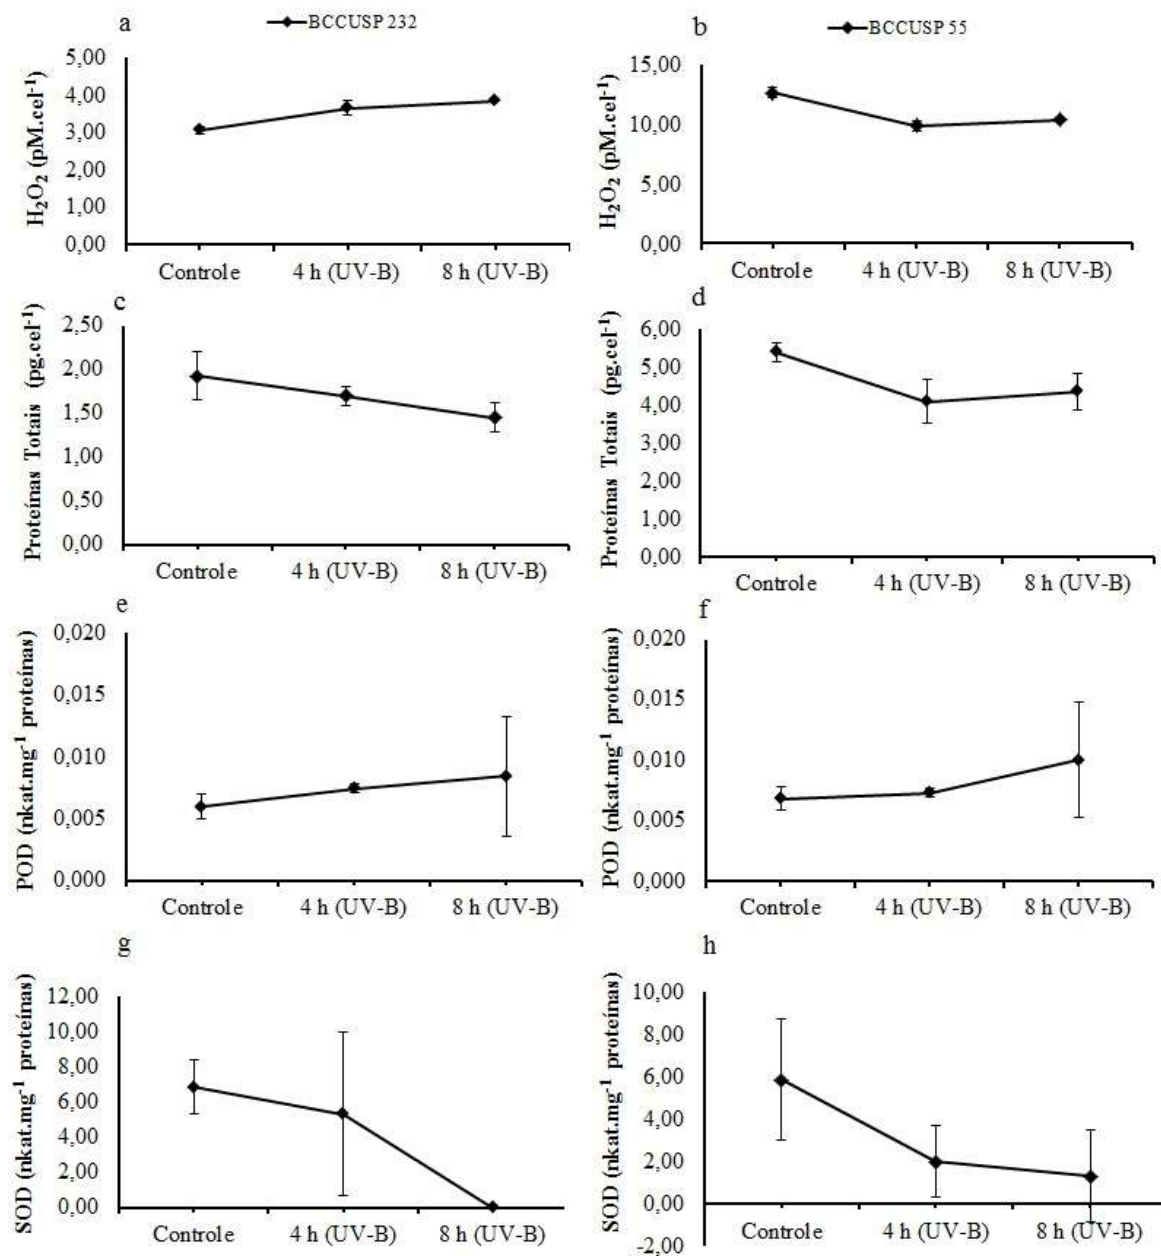 a
BCCUSP 232
H₂O₂ (pM.cel⁻¹)
5,00
4,00
3,00
2,00
1,00
0,00
Controle 4 h (UV-B) 8 h (UV-B)
b
BCCUSP 55
H₂O₂ (pM.cel⁻¹)
15,00
10,00
5,00
0,00
Controle 4 h (UV-B) 8 h (UV-B)
c
Proteínas Totais (pg.cel⁻¹)
2,50
2,00
1,50
1,00
0,50
0,00
Controle 4 h (UV-B) 8 h (UV-B)
d
Proteínas Totais (pg.cel⁻¹)
6,00
5,00
4,00
3,00
2,00
1,00
0,00
Controle 4 h (UV-B) 8 h (UV-B)
e
POD (nkat.mg⁻¹ proteínas)
0,020
0,015
0,010
0,005
0,000
Controle 4 h (UV-B) 8 h (UV-B)
f
POD (nkat.mg⁻¹ proteínas)
0,020
0,015
0,010
0,005
0,000
Controle 4 h (UV-B) 8 h (UV-B)
g
SOD (nkat.mg⁻¹ proteínas)
12,00
10,00
8,00
6,00
4,00
2,00
0,00
Controle 4 h (UV-B) 8 h (UV-B)
h
SOD (nkat.mg⁻¹ proteínas)
10,00
8,00
6,00
4,00
2,00
0,00
-2,00
Controle 4 h (UV-B) 8 h (UV-B)